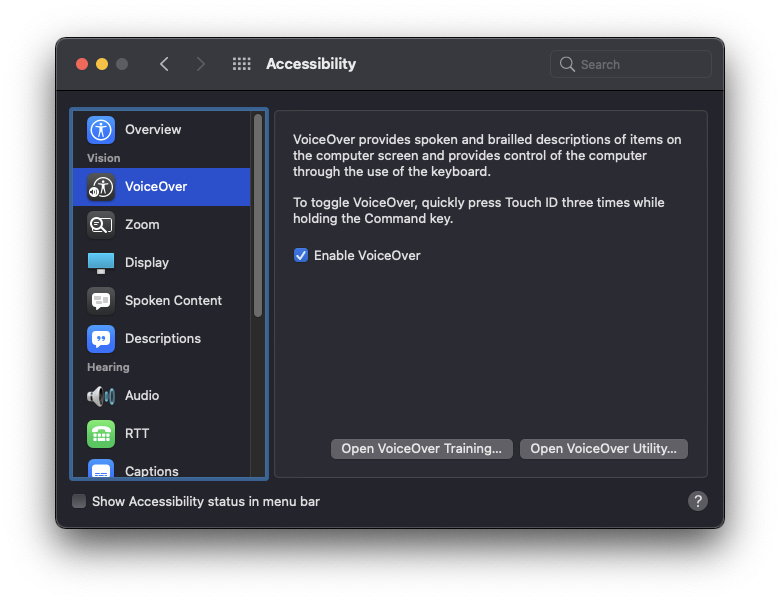 Accessibility
Search
Overview
Vision
VoiceOver
Zoom
Display
Spoken Content
Descriptions
Hearing
Audio
RTT
Captions
VoiceOver provides spoken and brailled descriptions of items on
the computer screen and provides control of the computer
through the use of the keyboard.
To toggle VoiceOver, quickly press Touch ID three times while
holding the Command key.
Enable VoiceOver
Open VoiceOver Training...
Open VoiceOver Utility...
Show Accessibility status in menu bar
?